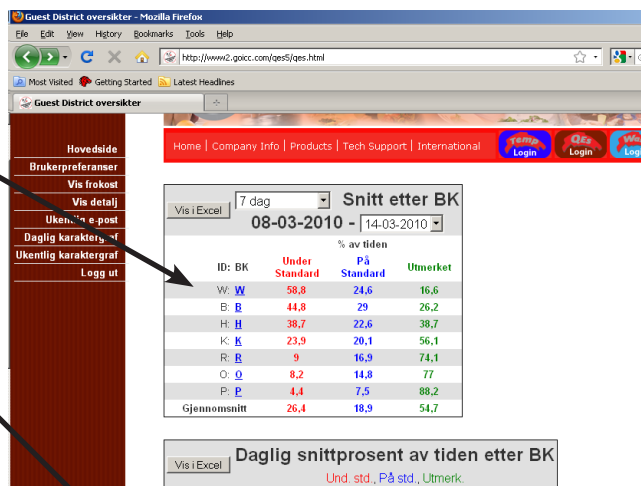 Guest District oversikter - Mozilla Firefox
File Edit View History Bookmarks Tools Help
http://www2.goicc.com/qes5/qes.html
Most Visited Getting Started Latest Headlines
Guest District oversikter
Home | Company Info | Products | Tech Support | International
Temp Login QEs Login
Hovedside
Brukerpreferanser
Vis frokost
Vis detalj
Ukentlig e-post
Daglig karaktergraf
Ukentlig karaktergraf
Logg ut
Vis i Excel 7 dag Snitt etter BK
08-03-2010 - 14-03-2010
% av tiden
ID: BK Under Standard På Standard Utmerket
W: W 58,8 24,6 16,6
B: B 44,8 29 26,2
H: H 38,7 22,6 38,7
K: K 23,9 20,1 56,1
R: R 9 16,9 74,1
O: O 8,2 14,8 77
P: P 4,4 7,5 88,2
Gjennomsnitt 26,4 18,9 54,7
Vis i Excel Daglig snittprosent av tiden etter BK
Und. std., På std., Utmerk.